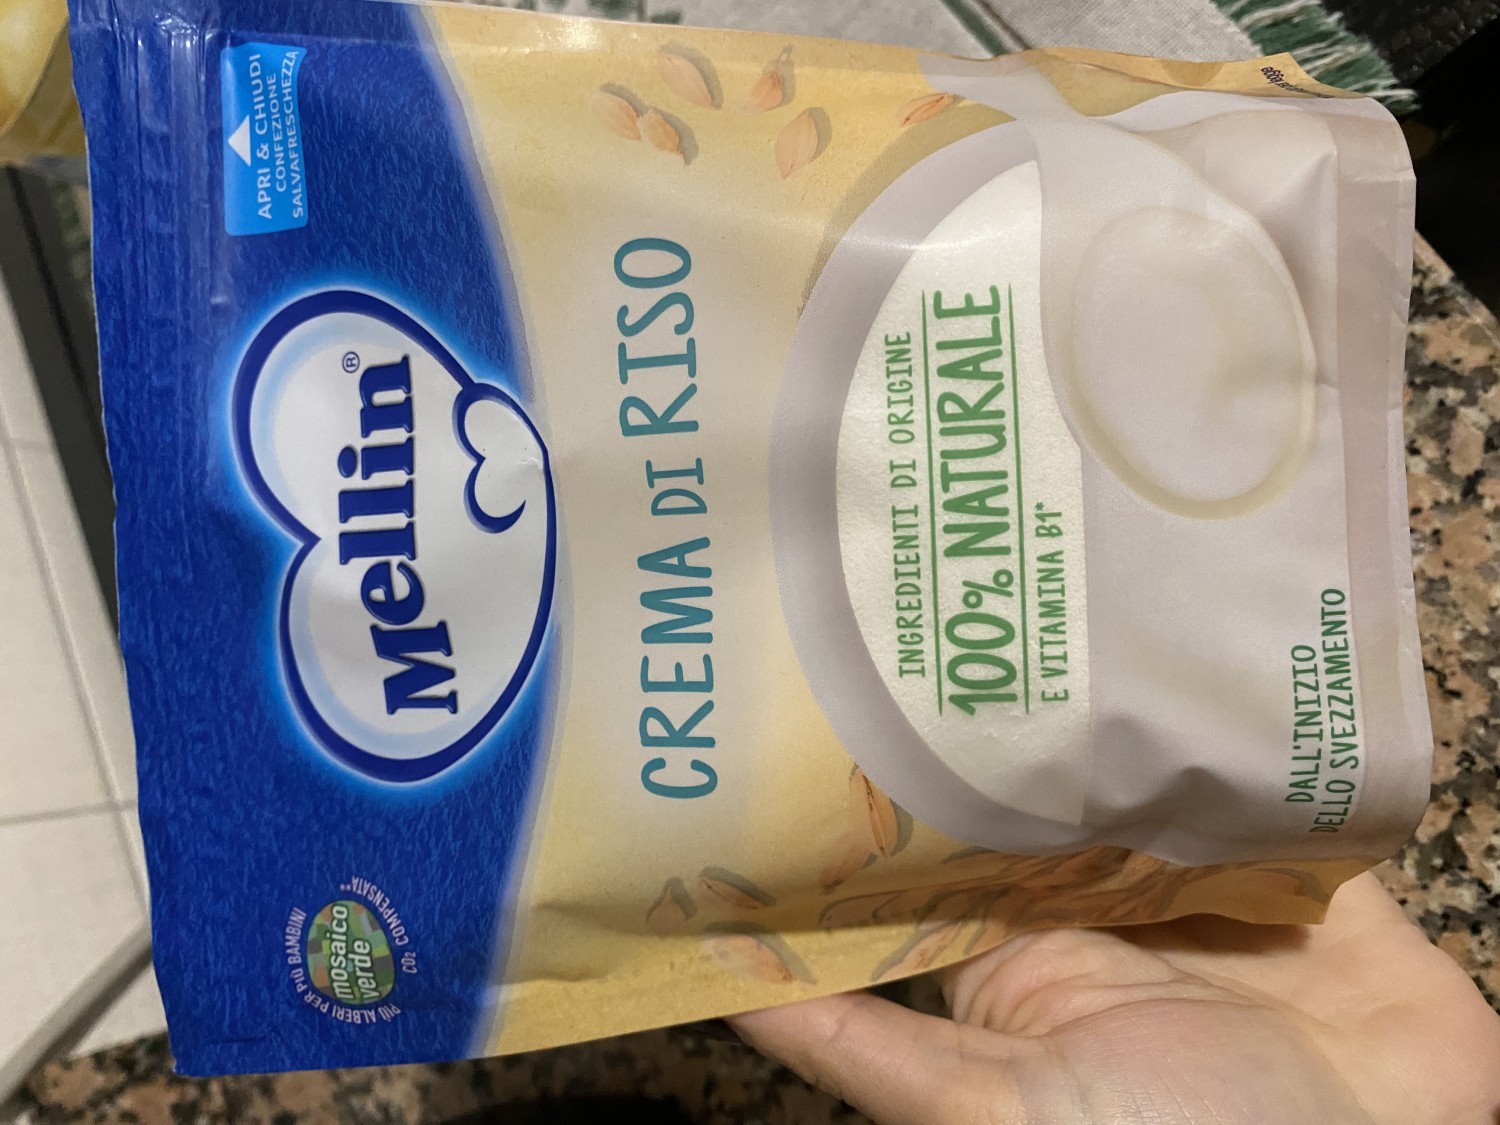 APRI & CHIUDI
CONFEZIONE
SALVAFRESCHEZZA
Mellin®
PIÙ ALBERI PER PIÙ BAMBINI
mosaico
verde
CO2 COMPENSATA**
CREMA DI RISO
INGREDIENTI DI ORIGINE
100% NATURALE
E VITAMINA B1*
DALL'INIZIO
DELLO SVEZZAMENTO